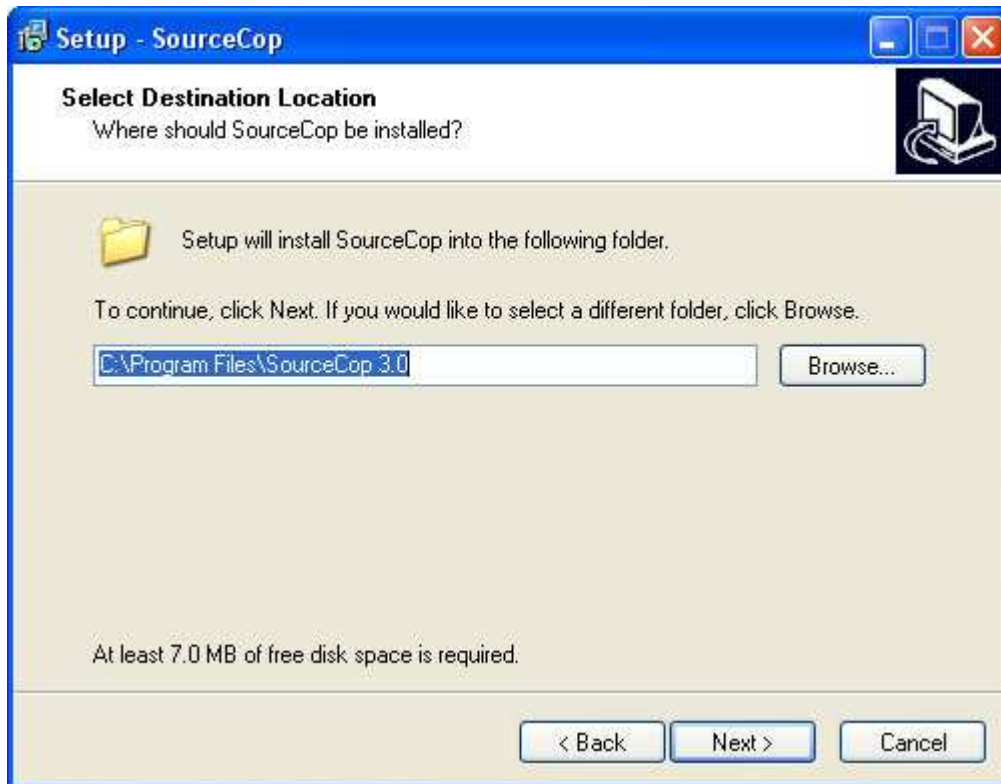 Setup - SourceCop
Select Destination Location
Where should SourceCop be installed?
Setup will install SourceCop into the following folder.
To continue, click Next. If you would like to select a different folder, click Browse.
C:\Program Files\SourceCop 3.0
Browse...
At least 7.0 MB of free disk space is required.
< Back
Next >
Cancel